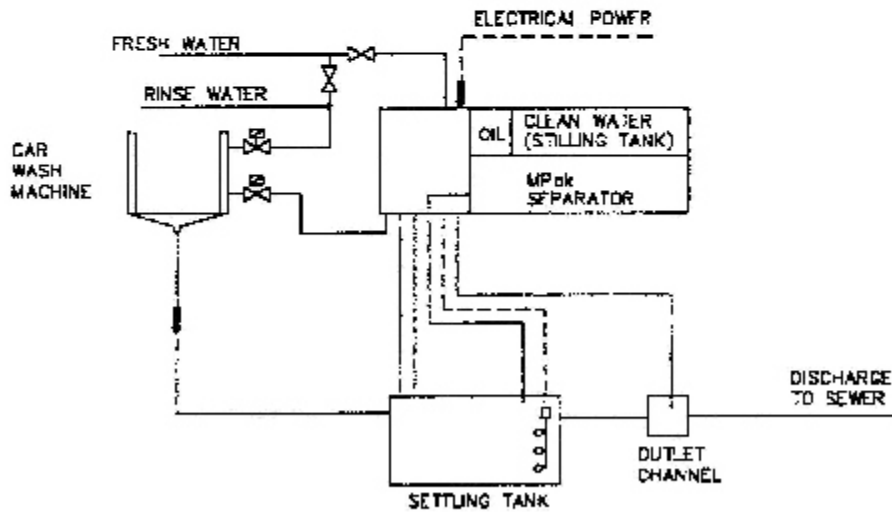 ELECTRICAL POWER
FRESH WATER
RINSE WATER
OIL
CLEAN WATER
(STILLING TANK)
CAR
WASH
MACHINE
MPak
SEPARATOR
DISCHARGE
TO SEWER
OUTLET
CHANNEL
SETTLING TANK